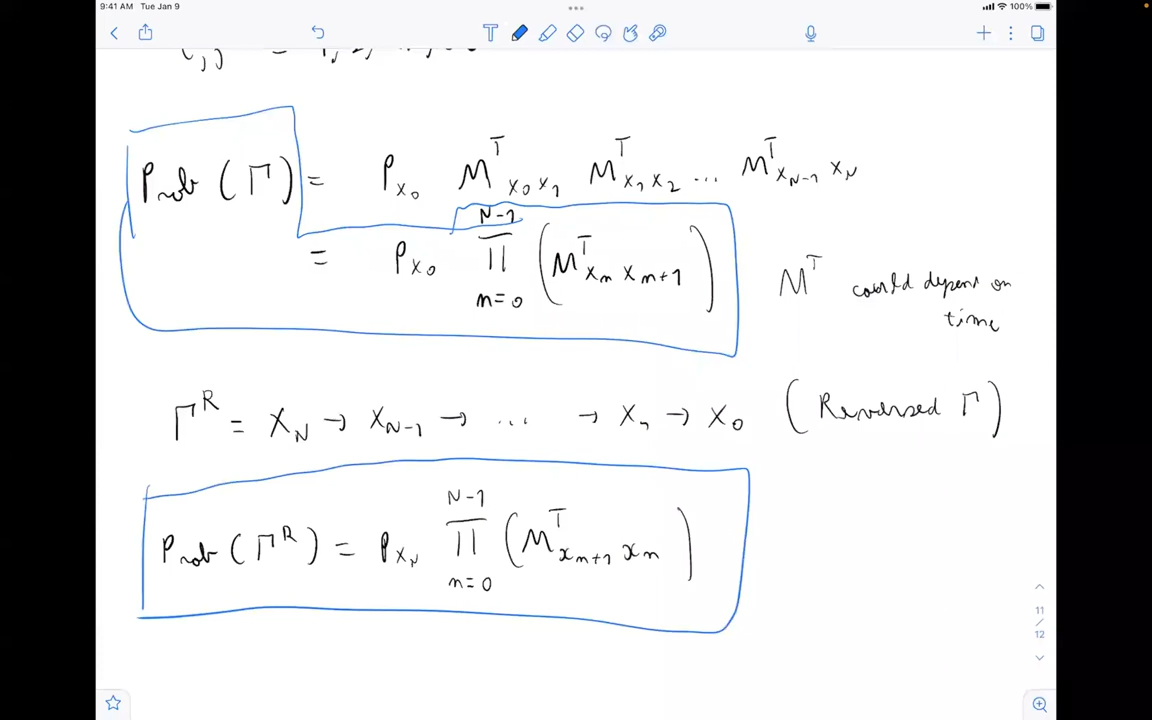 9:41 AM Tue Jan 9
100%
Prob (Γ) = P_{x_0} M^T_{x_0 x_1} M^T_{x_1 x_2} ... M^T_{x_{N-1} x_N}
= P_{x_0} ∏_{n=0}^{N-1} (M^T_{x_n x_{n+1}})
M^T could depend on
time
Γ^R = X_N → X_{N-1} → ... → X_1 → X_0 (Reversed Γ)
Prob (Γ^R) = P_{X_N} ∏_{n=0}^{N-1} (M^T_{x_{n+1} x_n})
11
/
12